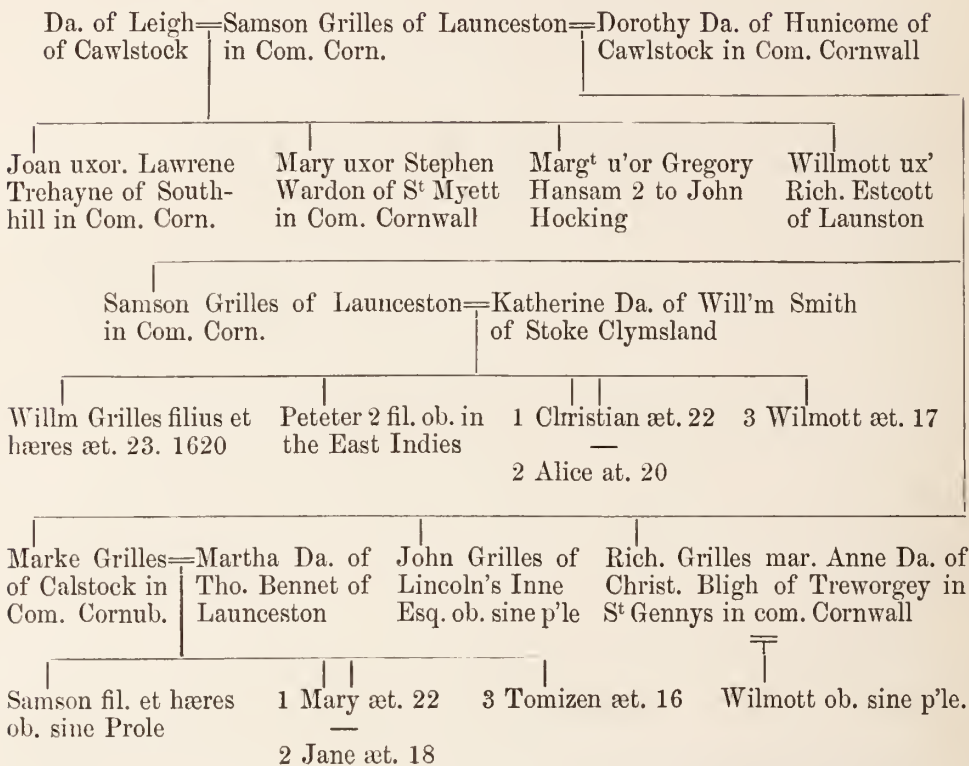 Da. of Leigh=Samson Grilles of Launceston=Dorothy Da. of Hunicome of
of Cawlstock in Com. Corn. Cawlstock in Com. Cornwall
Joan uxor. Lawrene
Trehayne of South-
hill in Com. Corn.
Mary uxor Stephen
Wardon of St Myett
in Com. Cornwall
Margt u'or Gregory
Hansam 2 to John
Hocking
Willmott ux'
Rich. Estcott
of Launston
Samson Grilles of Launceston=Katherine Da. of Will'm Smith
in Com. Corn. of Stoke Clymsland
Willm Grilles filius et
hæres æt. 23. 1620
Peteter 2 fil. ob. in
the East Indies
1 Christian æt. 22
—
2 Alice at. 20
3 Wilmott æt. 17
Marke Grilles=Martha Da. of
of Calstock in Tho. Bennet of
Com. Cornub. Launceston
John Grilles of
Lincoln's Inne
Esq. ob. sine p'le
Rich. Grilles mar. Anne Da. of
Christ. Bligh of Treworgey in
St Gennys in com. Cornwall
Samson fil. et hæres
ob. sine Prole
1 Mary æt. 22
—
2 Jane æt. 18
3 Tomizen æt. 16
Wilmott ob. sine p'le.